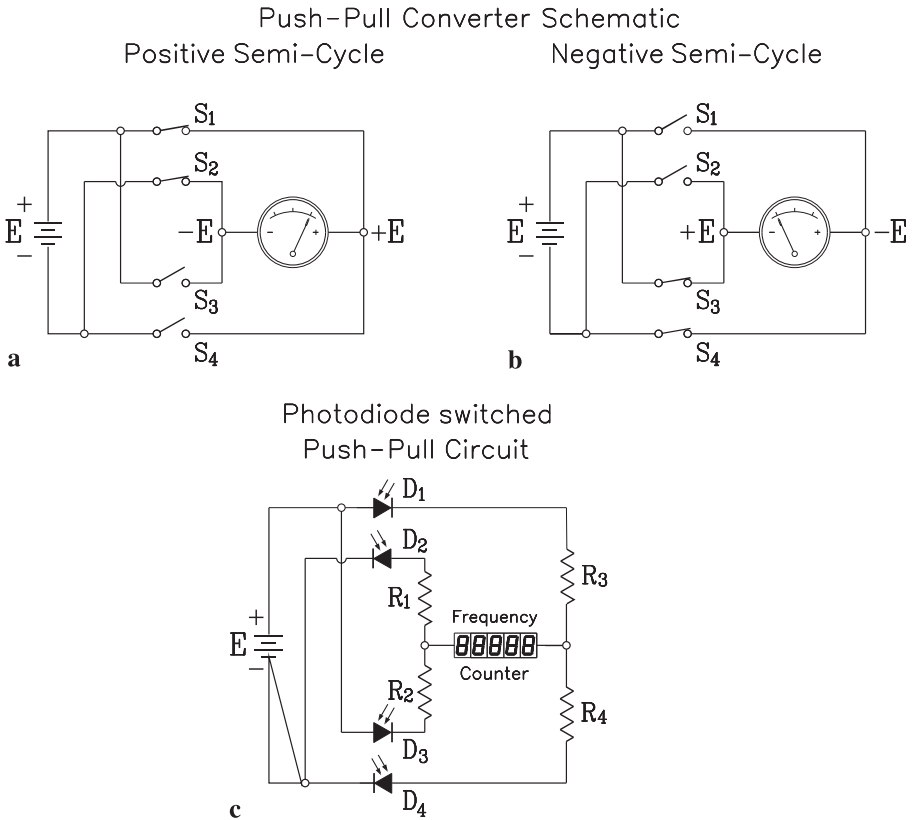 Push-Pull Converter Schematic
Positive Semi-Cycle
Negative Semi-Cycle
S1
S2
+
E
−
−E
- +
+E
S3
S4
a
S1
S2
+
E
−
+E
- +
−E
S3
S4
b
Photodiode switched
Push-Pull Circuit
D1
D2
R1
R3
Frequency
+
E
−
88888
Counter
R2
R4
D3
D4
c